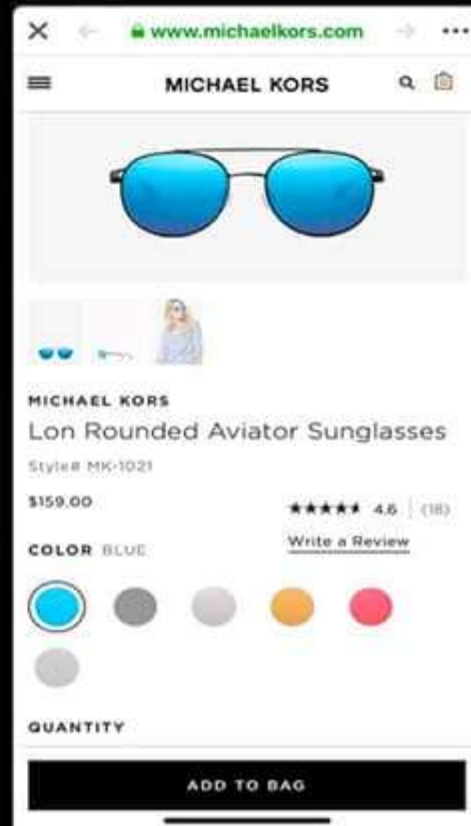 www.michaelkors.com
MICHAEL KORS
MICHAEL KORS
Lon Rounded Aviator Sunglasses
Style# MK-1021
$159.00
4.6 | (18)
Write a Review
COLOR BLUE
QUANTITY
ADD TO BAG